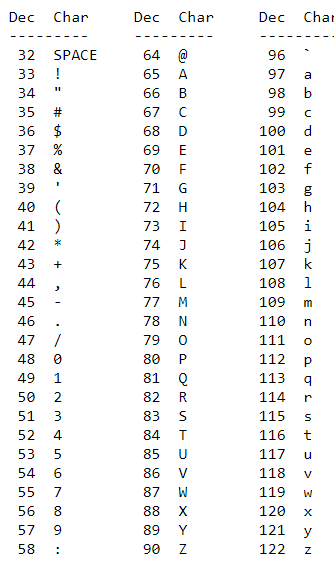 Dec  Char    Dec  Char    Dec  Char
---------    ---------    ---------
32  SPACE    64  @    96  `
33  !    65  A    97  a
34  "    66  B    98  b
35  #    67  C    99  c
36  $    68  D    100  d
37  %    69  E    101  e
38  &    70  F    102  f
39  '    71  G    103  g
40  (    72  H    104  h
41  )    73  I    105  i
42  *    74  J    106  j
43  +    75  K    107  k
44  ,    76  L    108  l
45  -    77  M    109  m
46  .    78  N    110  n
47  /    79  O    111  o
48  0    80  P    112  p
49  1    81  Q    113  q
50  2    82  R    114  r
51  3    83  S    115  s
52  4    84  T    116  t
53  5    85  U    117  u
54  6    86  V    118  v
55  7    87  W    119  w
56  8    88  X    120  x
57  9    89  Y    121  y
58  :    90  Z    122  z